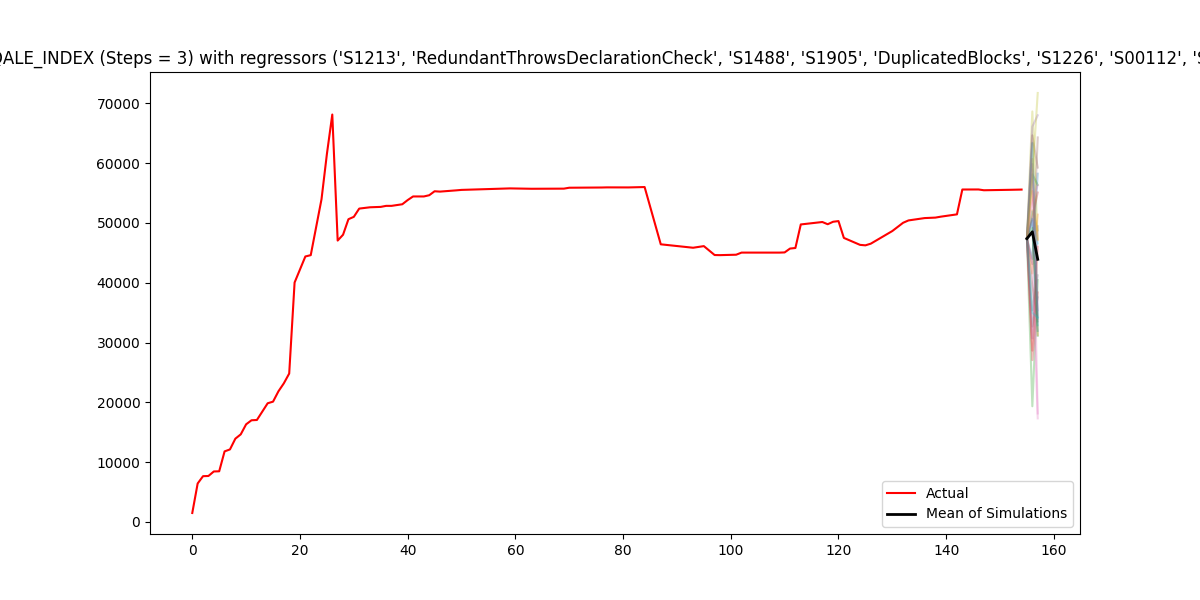 QALE_INDEX (Steps = 3) with regressors ('S1213', 'RedundantThrowsDeclarationCheck', 'S1488', 'S1905', 'DuplicatedBlocks', 'S1226', 'S00112', 'S
70000
60000
50000
40000
30000
20000
10000
0
0 20 40 60 80 100 120 140 160
Actual
Mean of Simulations